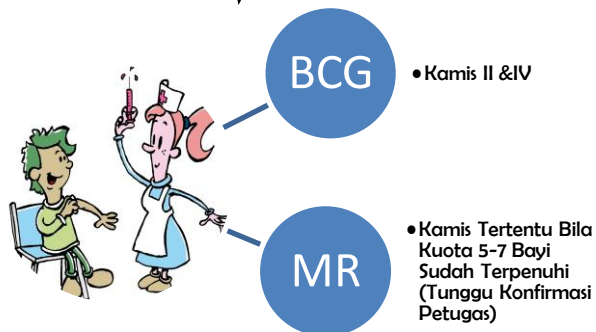 BCG
•Kamis II &IV
MR
•Kamis Tertentu Bila
Kuota 5-7 Bayi
Sudah Terpenuhi
(Tunggu Konfirmasi
Petugas)